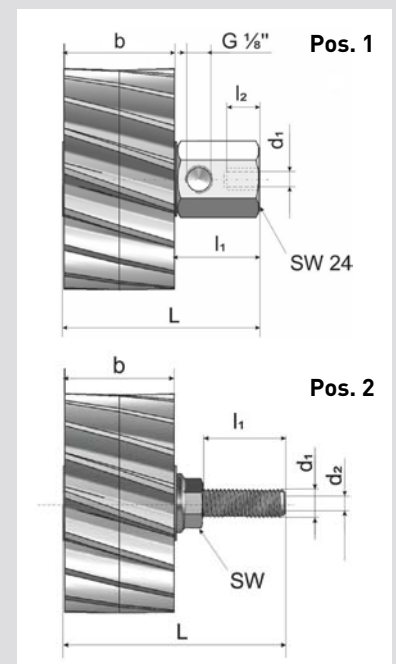 b
G ⅛"
Pos. 1
l₂
d₁
l₁
SW 24
L
b
Pos. 2
l₁
d₁
d₂
SW
L